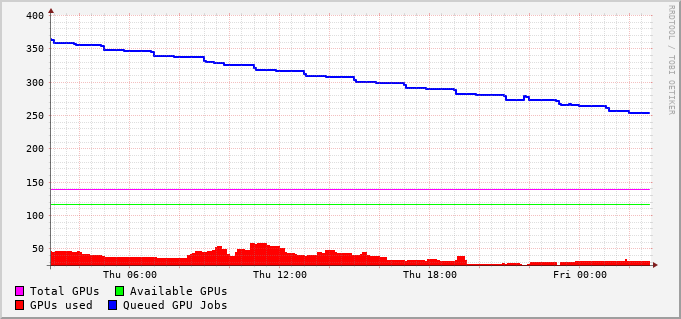 400
350
300
250
200
150
100
50
Thu 06:00 Thu 12:00 Thu 18:00 Fri 00:00
Total GPUs Available GPUs
GPUs used Queued GPU Jobs
RRDTOOL / TOBI OETIKER